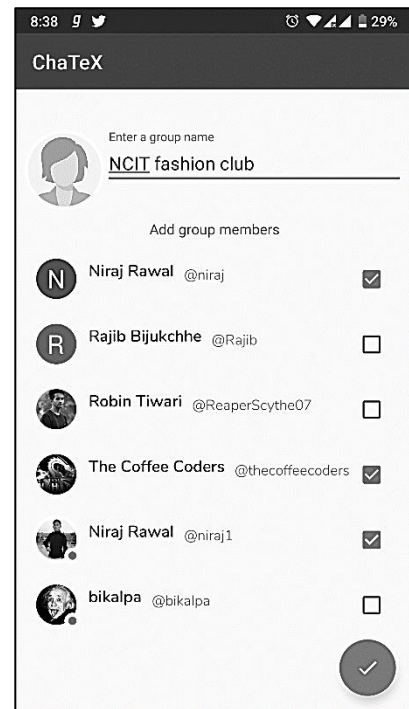 8:38 g 29%
ChaTeX
Enter a group name
NCIT fashion club
Add group members
N Niraj Rawal @niraj
R Rajib Bijukchhe @Rajib
Robin Tiwari @ReaperScythe07
The Coffee Coders @thecoffeecoders
Niraj Rawal @niraj1
bikalpa @bikalpa